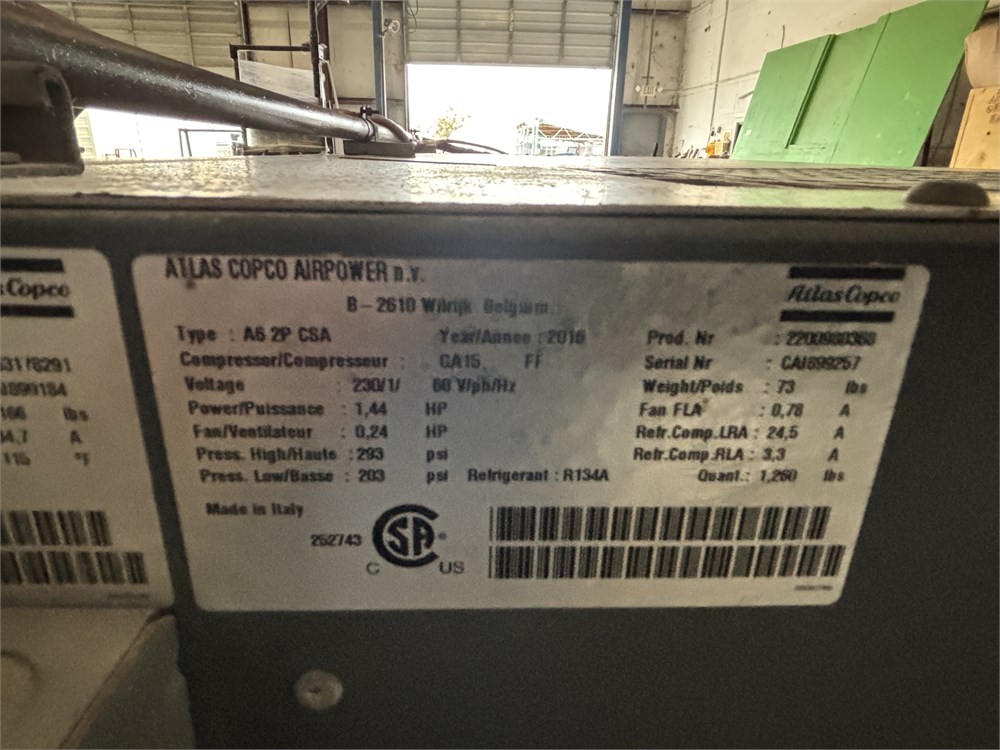 Copco
ATLAS COPCO AIRPOWER n.v.
B-2610 Wilrijk Belgium
AtlasCopco
Type : A6 2P CSA
Year/Annee : 2016
Prod. Nr :
Compressor/Compresseur : GA15 FF
Serial Nr : CAI899257
Voltage : 230/1/ 60 V/ph/Hz
Weight/Poids : 73 lbs
Power/Puissance : 1,44 HP
Fan FLA : 0,78 A
Fan/Ventilateur : 0,24 HP
Refr.Comp.LRA : 24,5 A
Press. High/Haute : 293 psi
Refr.Comp.RLA : 3,3 A
Press. Low/Basse : 203 psi
Refrigerant : R134A
Quant.: 1,260 lbs
Made in Italy
252743
CSA®
C US
lbs
A
115 °F